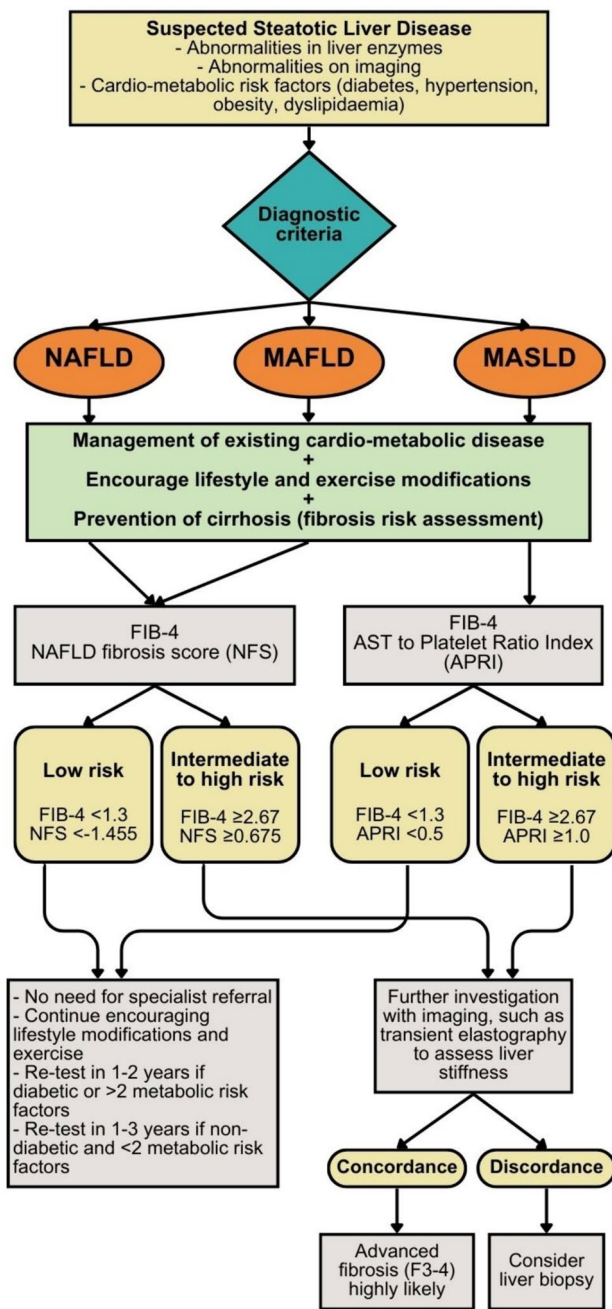 Suspected Steatotic Liver Disease
- Abnormalities in liver enzymes
- Abnormalities on imaging
- Cardio-metabolic risk factors (diabetes, hypertension,
obesity, dyslipidaemia)
Diagnostic
criteria
NAFLD
MAFLD
MASLD
Management of existing cardio-metabolic disease
+
Encourage lifestyle and exercise modifications
+
Prevention of cirrhosis (fibrosis risk assessment)
FIB-4
NAFLD fibrosis score (NFS)
FIB-4
AST to Platelet Ratio Index
(APRI)
Low risk
FIB-4 <1.3
NFS <-1.455
Intermediate
to high risk
FIB-4 ≥2.67
NFS ≥0.675
Low risk
FIB-4 <1.3
APRI <0.5
Intermediate
to high risk
FIB-4 ≥2.67
APRI ≥1.0
- No need for specialist referral
- Continue encouraging
lifestyle modifications and
exercise
- Re-test in 1-2 years if
diabetic or >2 metabolic risk
factors
- Re-test in 1-3 years if non-
diabetic and <2 metabolic risk
factors
Further investigation
with imaging, such as
transient elastography
to assess liver
stiffness
Concordance
Discordance
Advanced
fibrosis (F3-4)
highly likely
Consider
liver biopsy